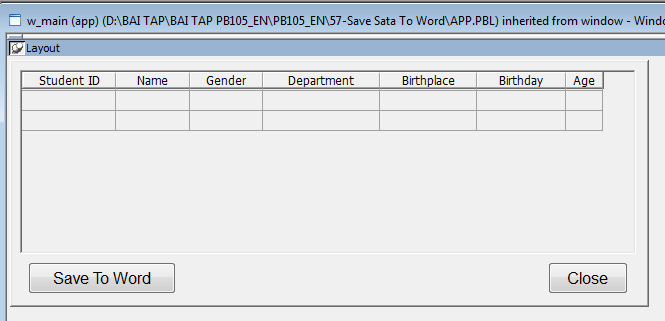 w_main (app) (D:\BAI TAP\BAI TAP PB105_EN\PB105_EN\57-Save Sata To Word\APP.PBL) inherited from window - Windo
Layout
Student ID Name Gender Department Birthplace Birthday Age
Save To Word Close